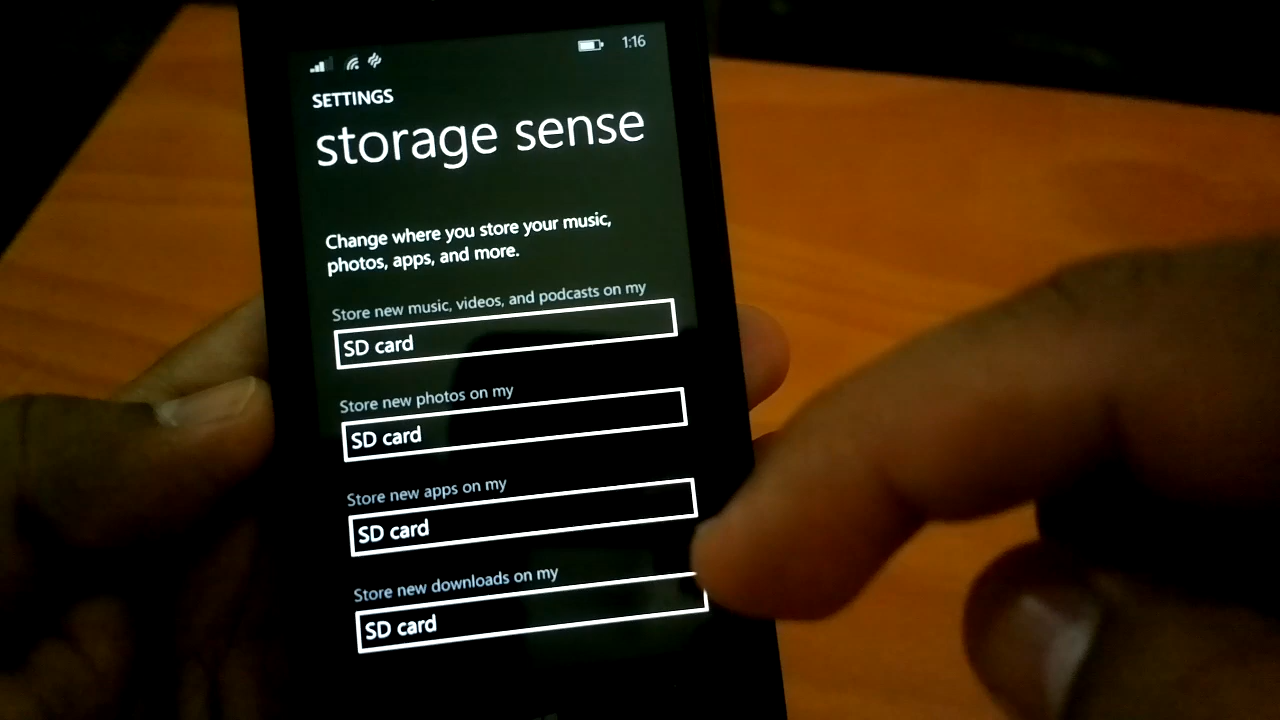 1:16
SETTINGS
storage sense
Change where you store your music,
photos, apps, and more.
Store new music, videos, and podcasts on my
SD card
Store new photos on my
SD card
Store new apps on my
SD card
Store new downloads on my
SD card